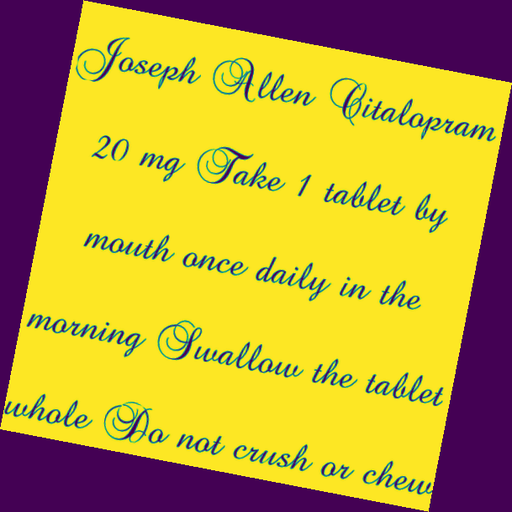 Joseph Allen Citalopram
20 mg Take 1 tablet by
mouth once daily in the
morning Swallow the tablet
whole Do not crush or chew